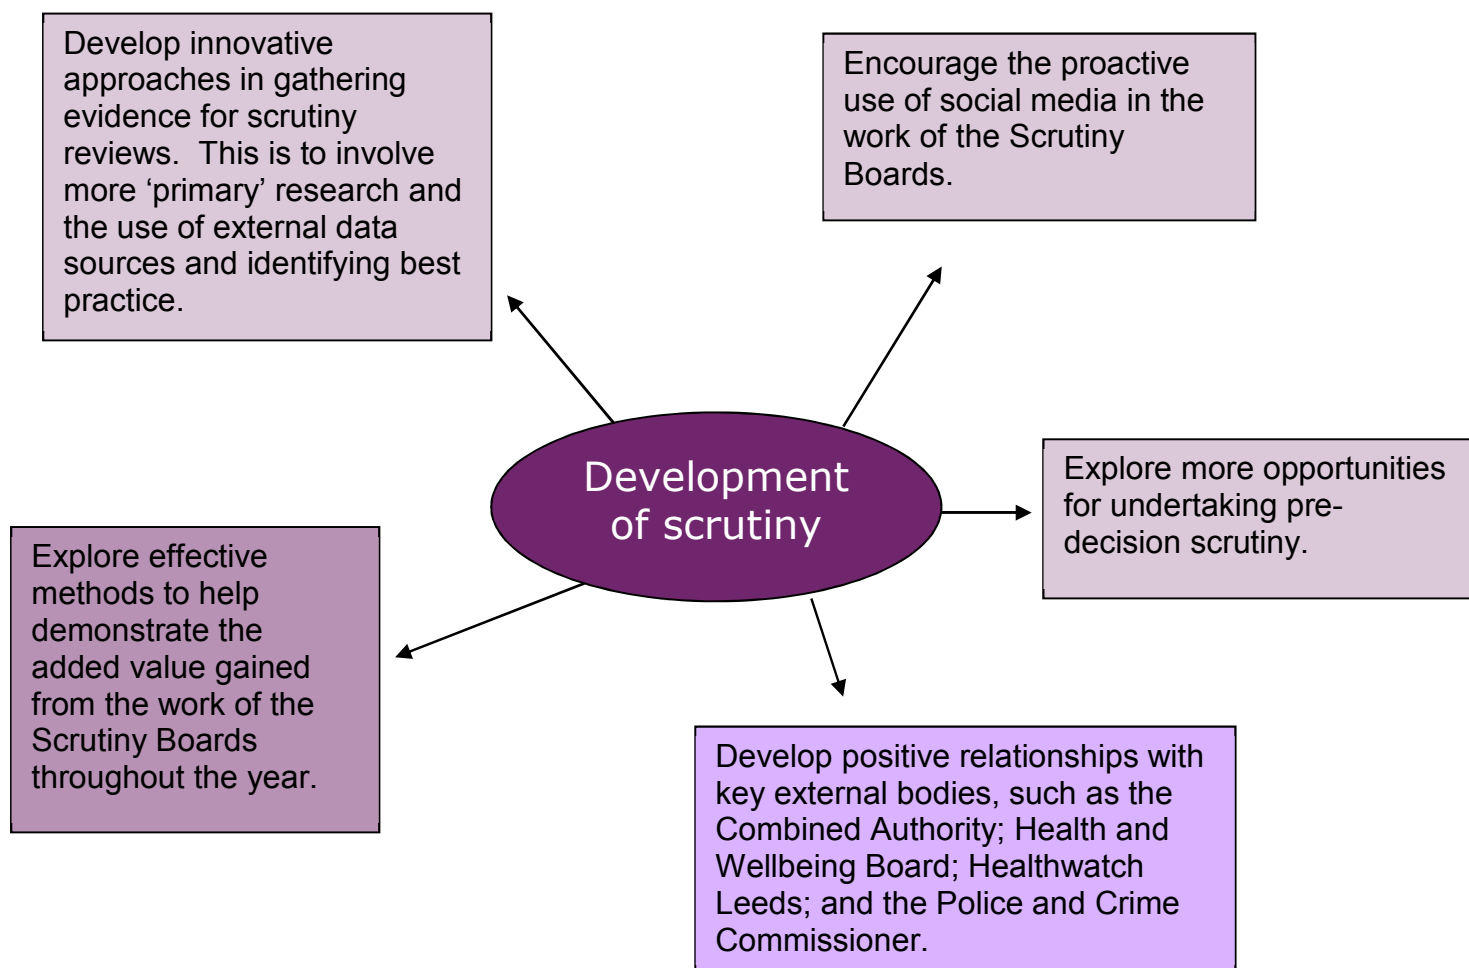 Develop innovative
approaches in gathering
evidence for scrutiny
reviews.  This is to involve
more ‘primary’ research and
the use of external data
sources and identifying best
practice.
Encourage the proactive
use of social media in the
work of the Scrutiny
Boards.
Development
of scrutiny
Explore more opportunities
for undertaking pre-
decision scrutiny.
Explore effective
methods to help
demonstrate the
added value gained
from the work of the
Scrutiny Boards
throughout the year.
Develop positive relationships with
key external bodies, such as the
Combined Authority; Health and
Wellbeing Board; Healthwatch
Leeds; and the Police and Crime
Commissioner.